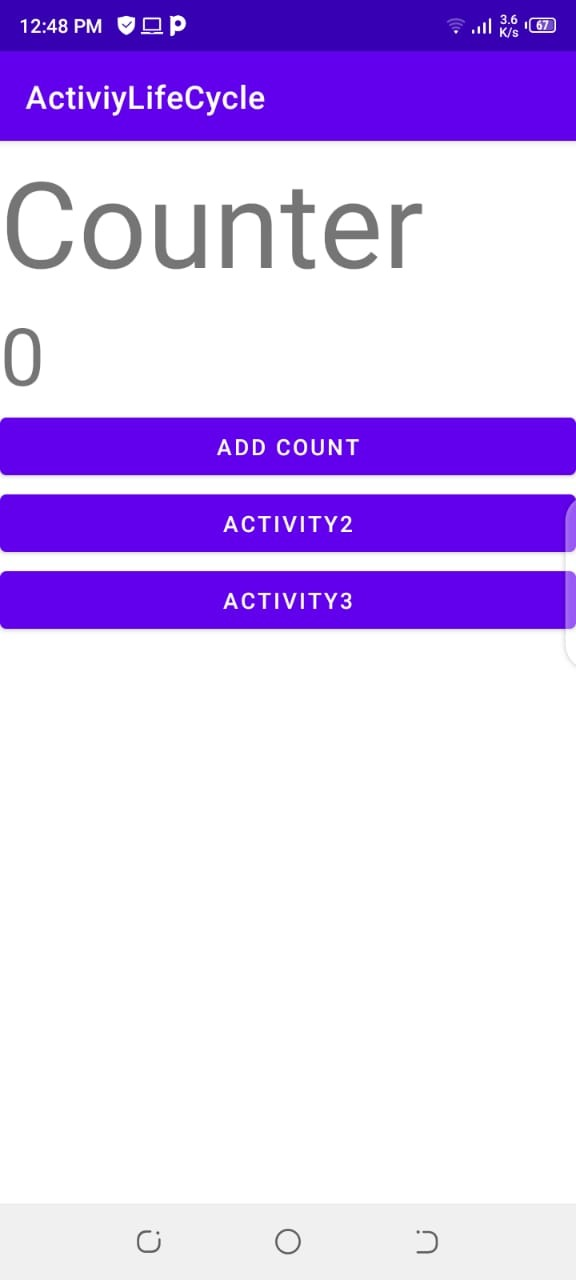 12:48 PM
3.6
K/s
67
ActiviyLifeCycle
Counter
0
ADD COUNT
ACTIVITY2
ACTIVITY3